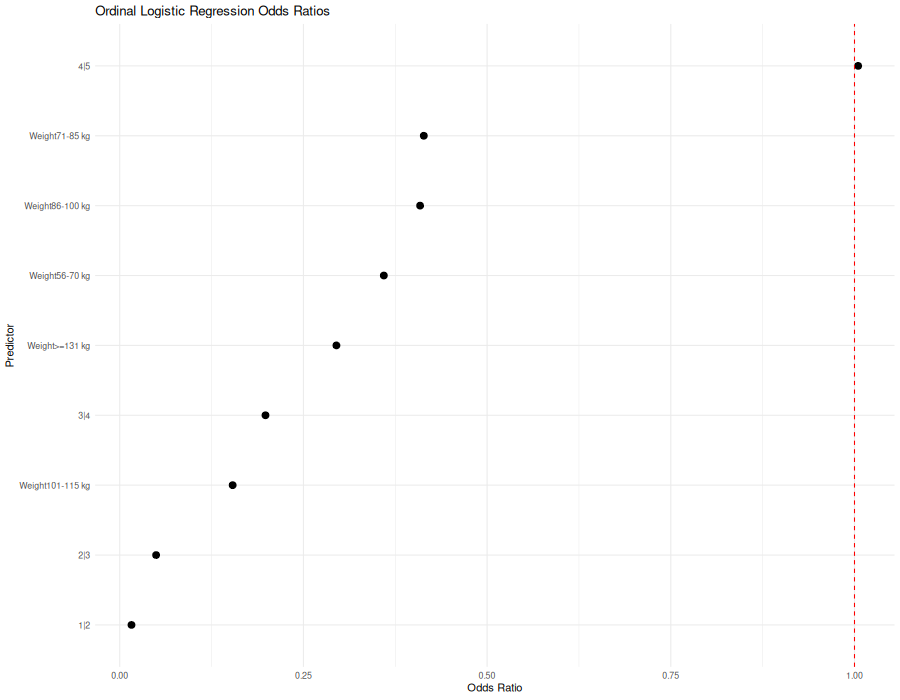 Ordinal Logistic Regression Odds Ratios
Predictor
4|5
Weight71-85 kg
Weight86-100 kg
Weight56-70 kg
Weight>=131 kg
3|4
Weight101-115 kg
2|3
1|2
0.00 0.25 0.50 0.75 1.00
Odds Ratio